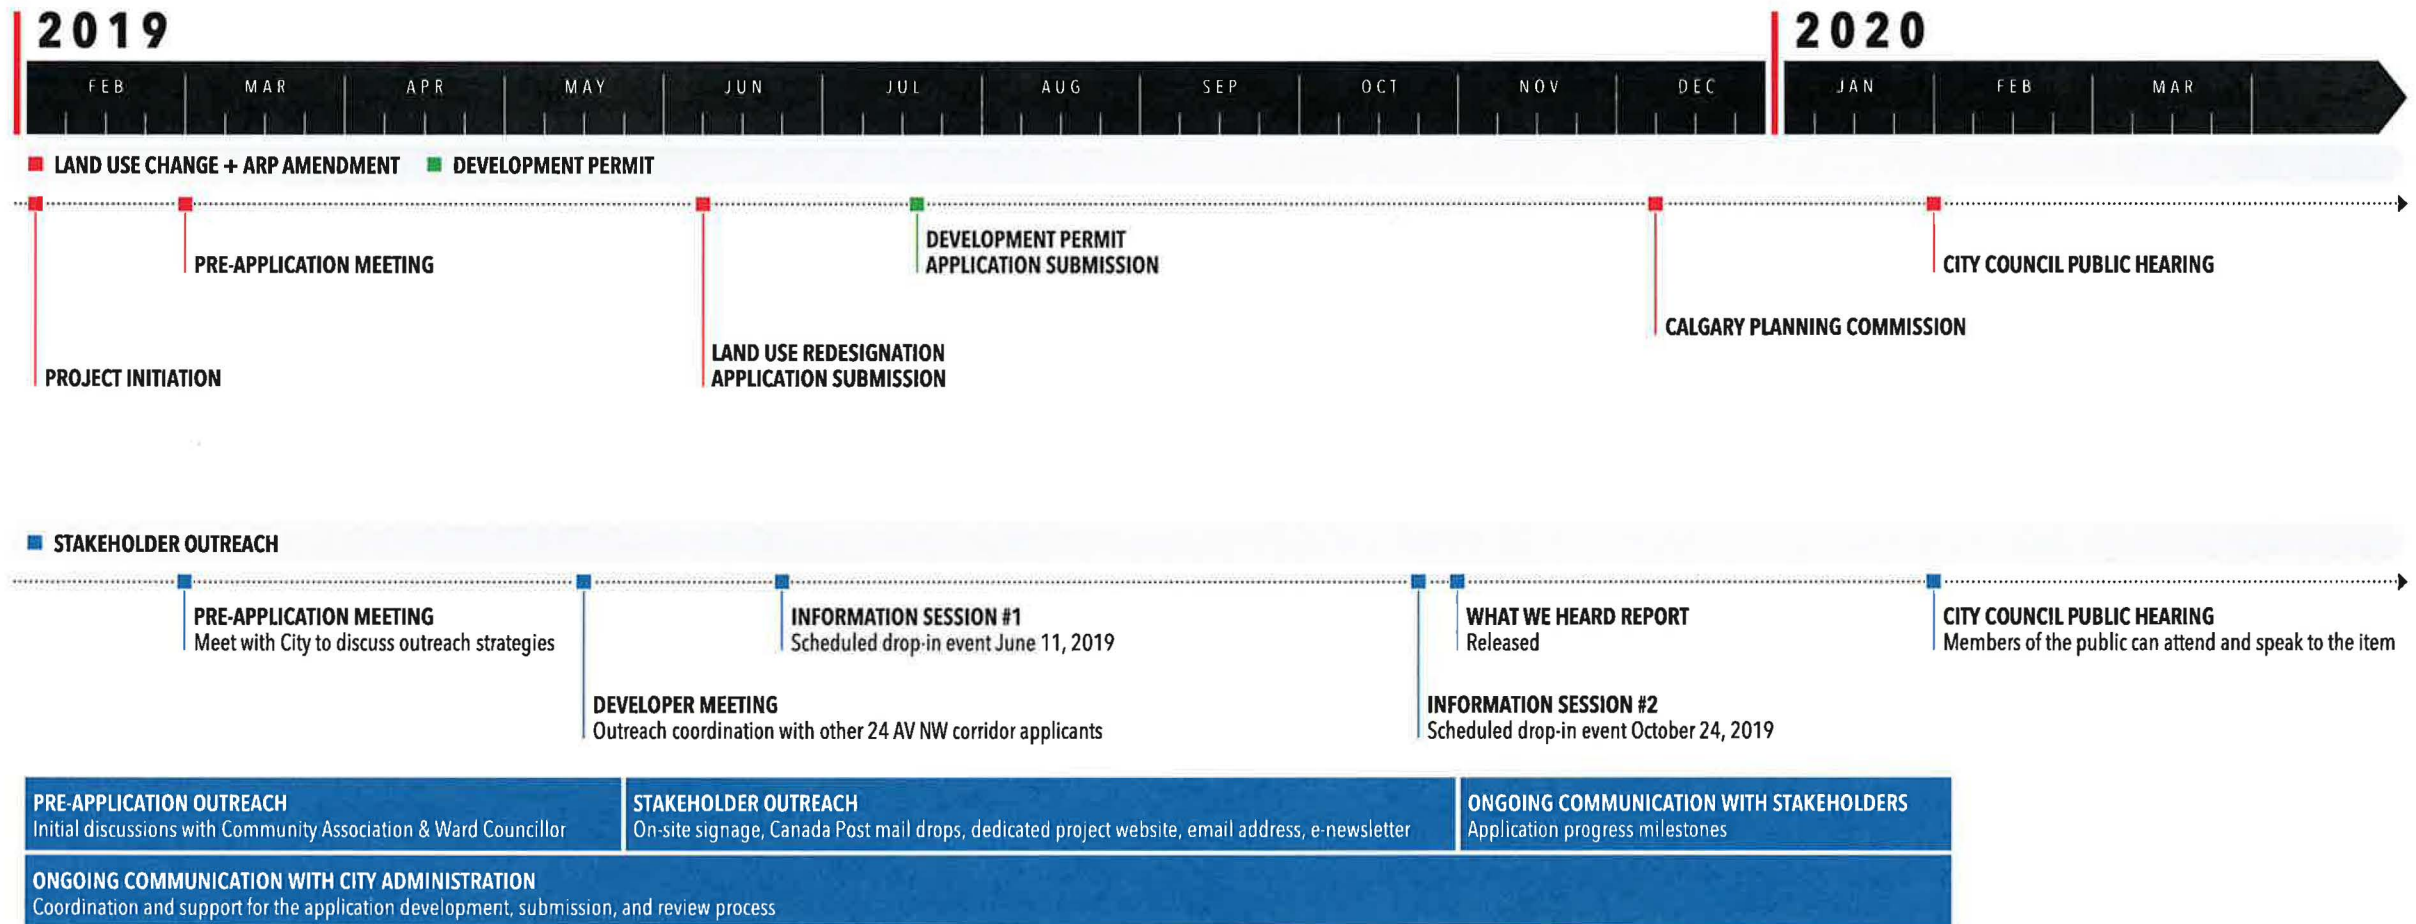 2019
2020
FEB MAR APR MAY JUN JUL AUG SEP OCT NOV DEC JAN FEB MAR
LAND USE CHANGE + ARP AMENDMENT DEVELOPMENT PERMIT
DEVELOPMENT PERMIT
APPLICATION SUBMISSION
PRE-APPLICATION MEETING
CITY COUNCIL PUBLIC HEARING
CALGARY PLANNING COMMISSION
LAND USE REDESIGNATION
APPLICATION SUBMISSION
PROJECT INITIATION
STAKEHOLDER OUTREACH
PRE-APPLICATION MEETING
Meet with City to discuss outreach strategies
INFORMATION SESSION #1
Scheduled drop-in event June 11, 2019
WHAT WE HEARD REPORT
Released
CITY COUNCIL PUBLIC HEARING
Members of the public can attend and speak to the item
DEVELOPER MEETING
Outreach coordination with other 24 AV NW corridor applicants
INFORMATION SESSION #2
Scheduled drop-in event October 24, 2019
PRE-APPLICATION OUTREACH
Initial discussions with Community Association & Ward Councillor
STAKEHOLDER OUTREACH
On-site signage, Canada Post mail drops, dedicated project website, email address, e-newsletter
ONGOING COMMUNICATION WITH STAKEHOLDERS
Application progress milestones
ONGOING COMMUNICATION WITH CITY ADMINISTRATION
Coordination and support for the application development, submission, and review process